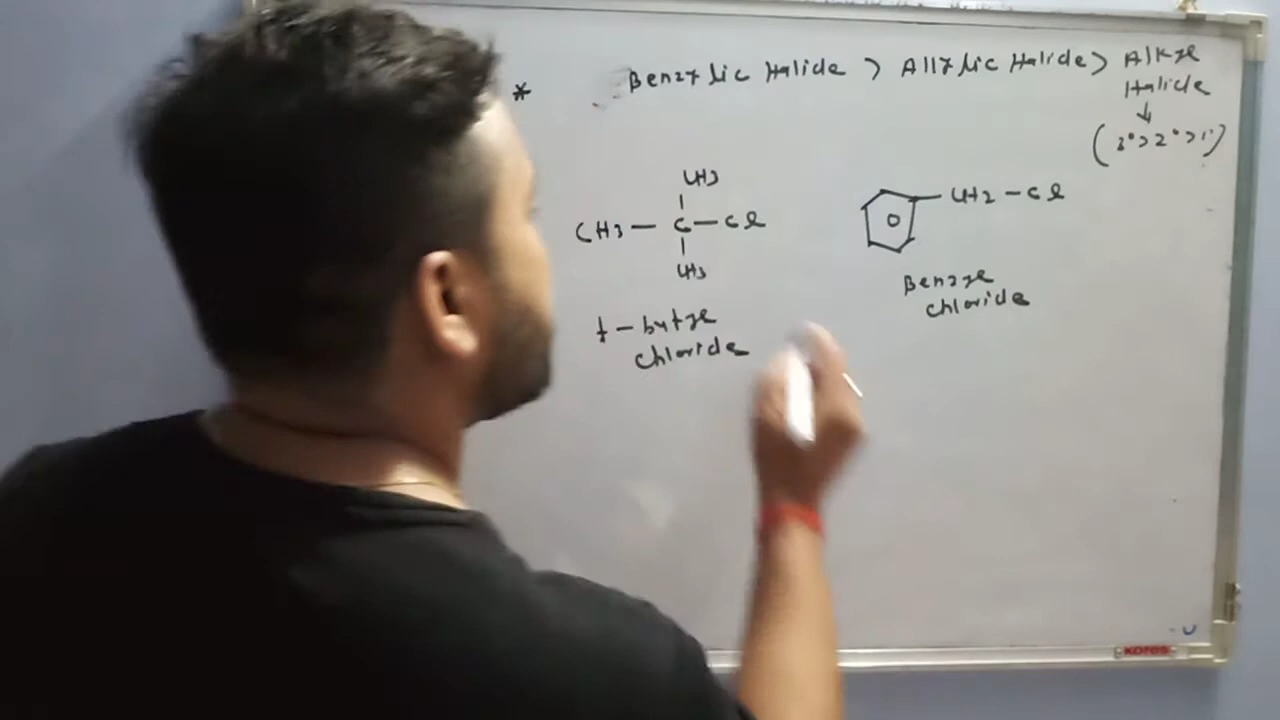 * Benzylic Halide > Allylic Halide > Alkyl
Halide
↓
(3° > 2° > 1°)
CH3
CH3 — C — Cl
CH3
t - butyl
chloride
CH2 — Cl
Benzyl
chloride
KORES